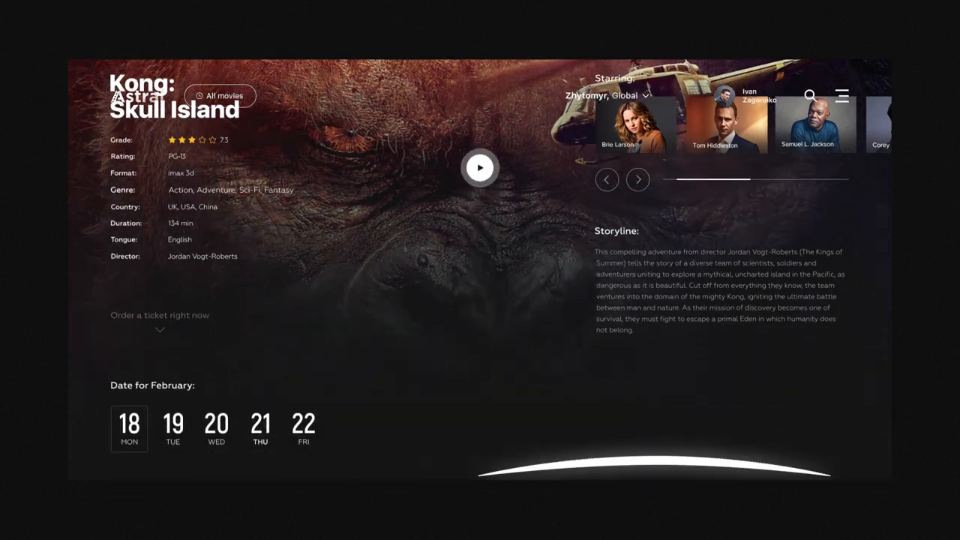 Kong:
Skull Island
Astral
All movies
Starring:
Zhytomyr, Global
Ivan
Zagoruiko
Grade: 7.3
Rating: PG-13
Format: imax 3d
Genre: Action, Adventure, Sci-Fi, Fantasy
Country: UK, USA, China
Duration: 134 min
Tongue: English
Director: Jordan Vogt-Roberts
Order a ticket right now
Brie Larson
Tom Hiddleston
Samuel L. Jackson
Corey
Storyline:
This compelling adventure from director Jordan Vogt-Roberts (The Kings of
Summer) tells the story of a diverse team of scientists, soldiers and
adventurers uniting to explore a mythical, uncharted island in the Pacific, as
dangerous as it is beautiful. Cut off from everything they know, the team
ventures into the domain of the mighty Kong, igniting the ultimate battle
between man and nature. As their mission of discovery becomes one of
survival, they must fight to escape a primal Eden in which humanity does
not belong.
Date for February:
18 19 20 21 22
MON TUE WED THU FRI